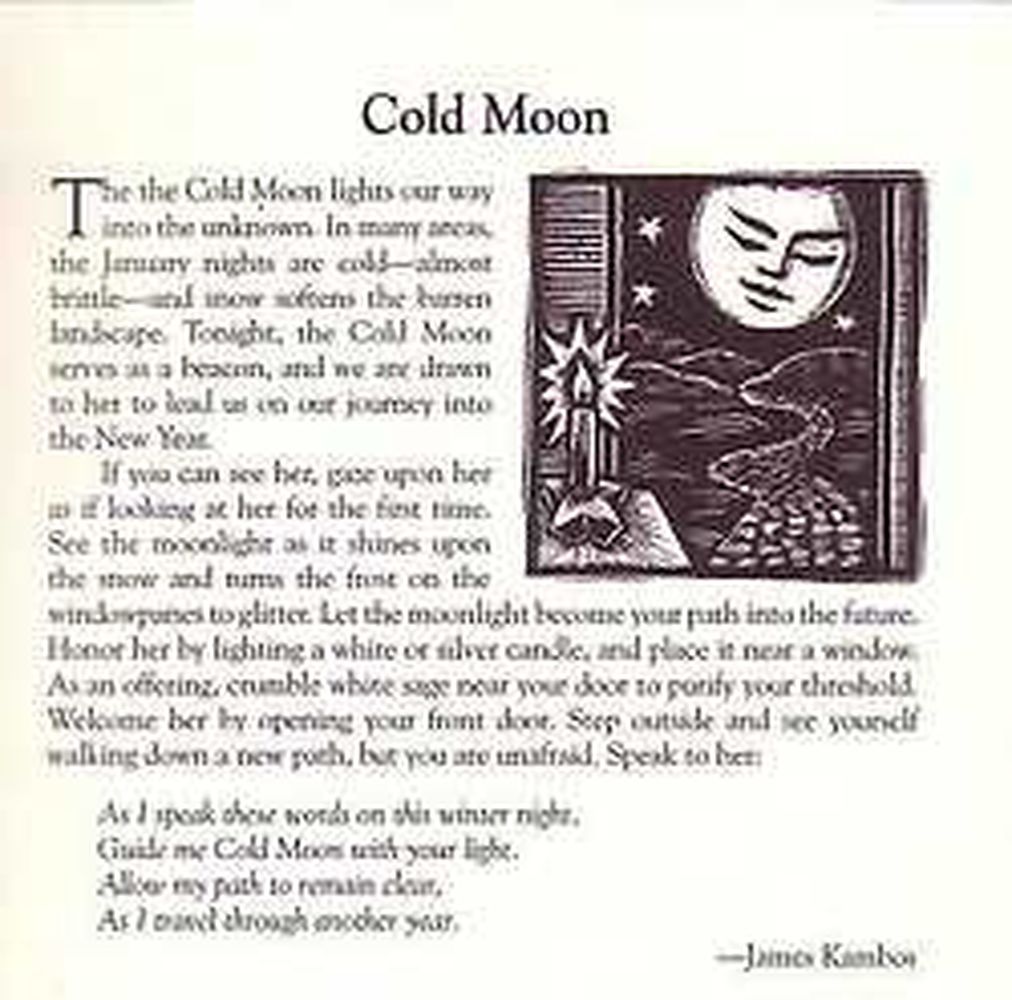 Cold Moon
The the Cold Moon lights our way
into the unknown. In many areas,
the January nights are cold—almost
brittle—and snow softens the barren
landscape. Tonight, the Cold Moon
serves as a beacon, and we are drawn
to her to lead us on our journey into
the New Year.
If you can see her, gaze upon her
as if looking at her for the first time.
See the moonlight as it shines upon
the snow and turns the frost on the
windowpanes to glitter. Let the moonlight become your path into the future.
Honor her by lighting a white or silver candle, and place it near a window.
As an offering, crumble white sage near your door to purify your threshold.
Welcome her by opening your front door. Step outside and see yourself
walking down a new path, but you are unafraid. Speak to her:
As I speak these words on this winter night,
Guide me Cold Moon with your light.
Allow my path to remain clear,
As I travel through another year.
—James Kambos